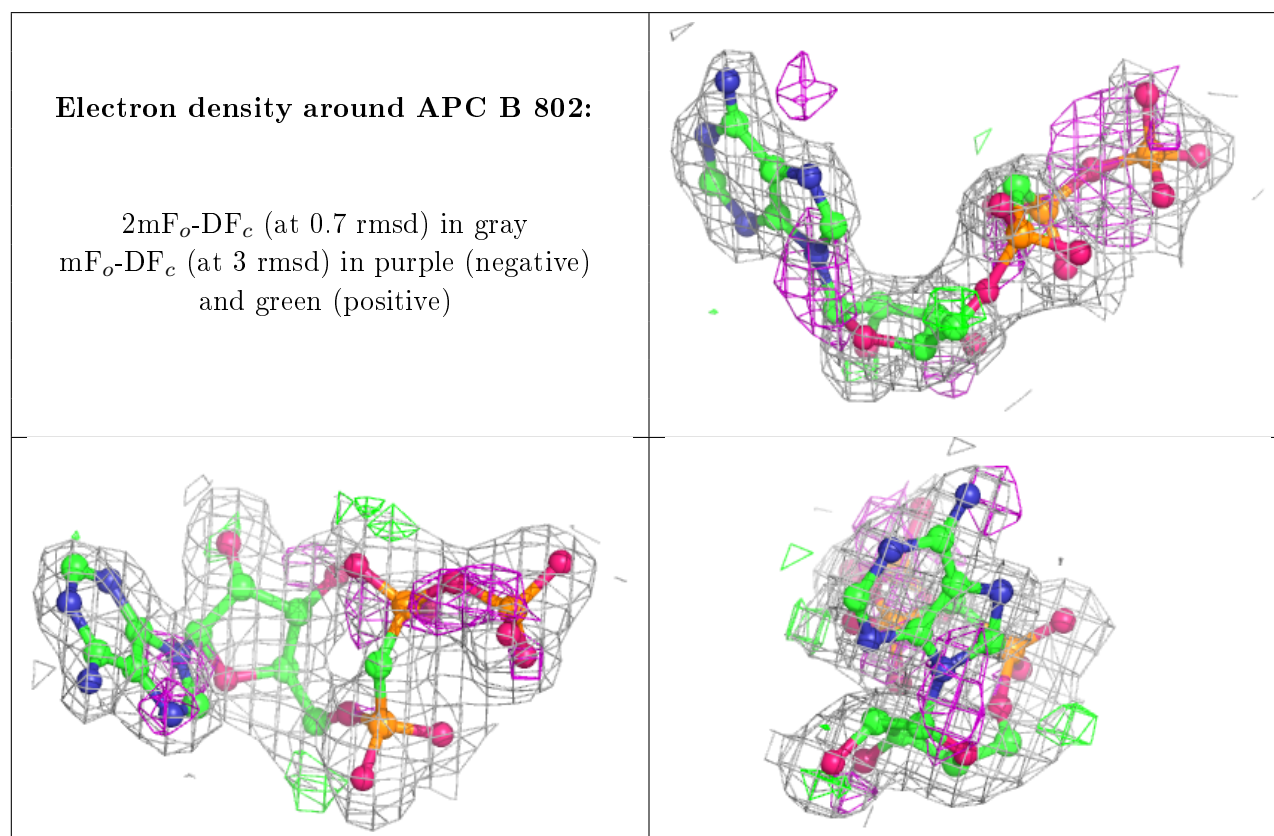 Electron density around APC B 802:
2mFo-DFc (at 0.7 rmsd) in gray
mFo-DFc (at 3 rmsd) in purple (negative)
and green (positive)